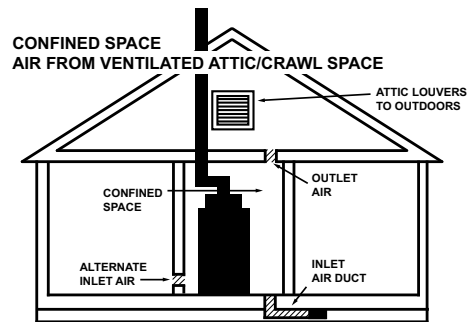 CONFINED SPACE
AIR FROM VENTILATED ATTIC/CRAWL SPACE
ATTIC LOUVERS
TO OUTDOORS
OUTLET
AIR
CONFINED
SPACE
ALTERNATE
INLET AIR
INLET
AIR DUCT